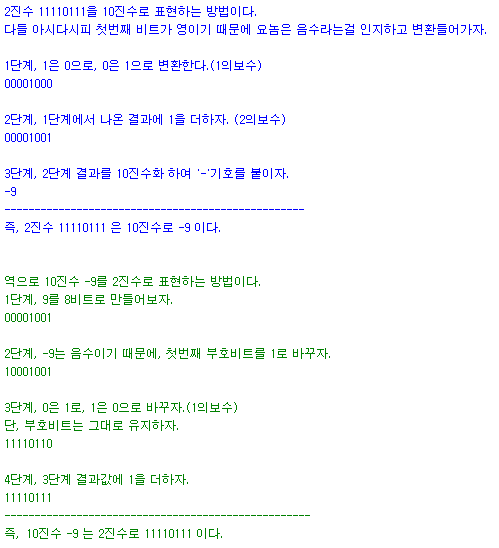 2진수 11110111을 10진수로 표현하는 방법이다.
다들 아시다시피 첫번째 비트가 영이기 때문에 요놈은 음수라는걸 인지하고 변환들어가자.
1단계, 1은 0으로, 0은 1으로 변환한다.(1의보수)
00001000
2단계, 1단계에서 나온 결과에 1을 더하자. (2의보수)
00001001
3단계, 2단계 결과를 10진수화 하여 '-'기호를 붙이자.
-9
--------------------------------------------------
즉, 2진수 11110111 은 10진수로 -9 이다.
역으로 10진수 -9를 2진수로 표현하는 방법이다.
1단계, 9를 8비트로 만들어보자.
00001001
2단계, -9는 음수이기 때문에, 첫번째 부호비트를 1로 바꾸자.
10001001
3단계, 0은 1로, 1은 0으로 바꾸자.(1의보수)
단, 부호비트는 그대로 유지하자.
11110110
4단계, 3단계 결과값에 1을 더하자.
11110111
---------------------------------------------------
즉, 10진수 -9 는 2진수로 11110111 이다.